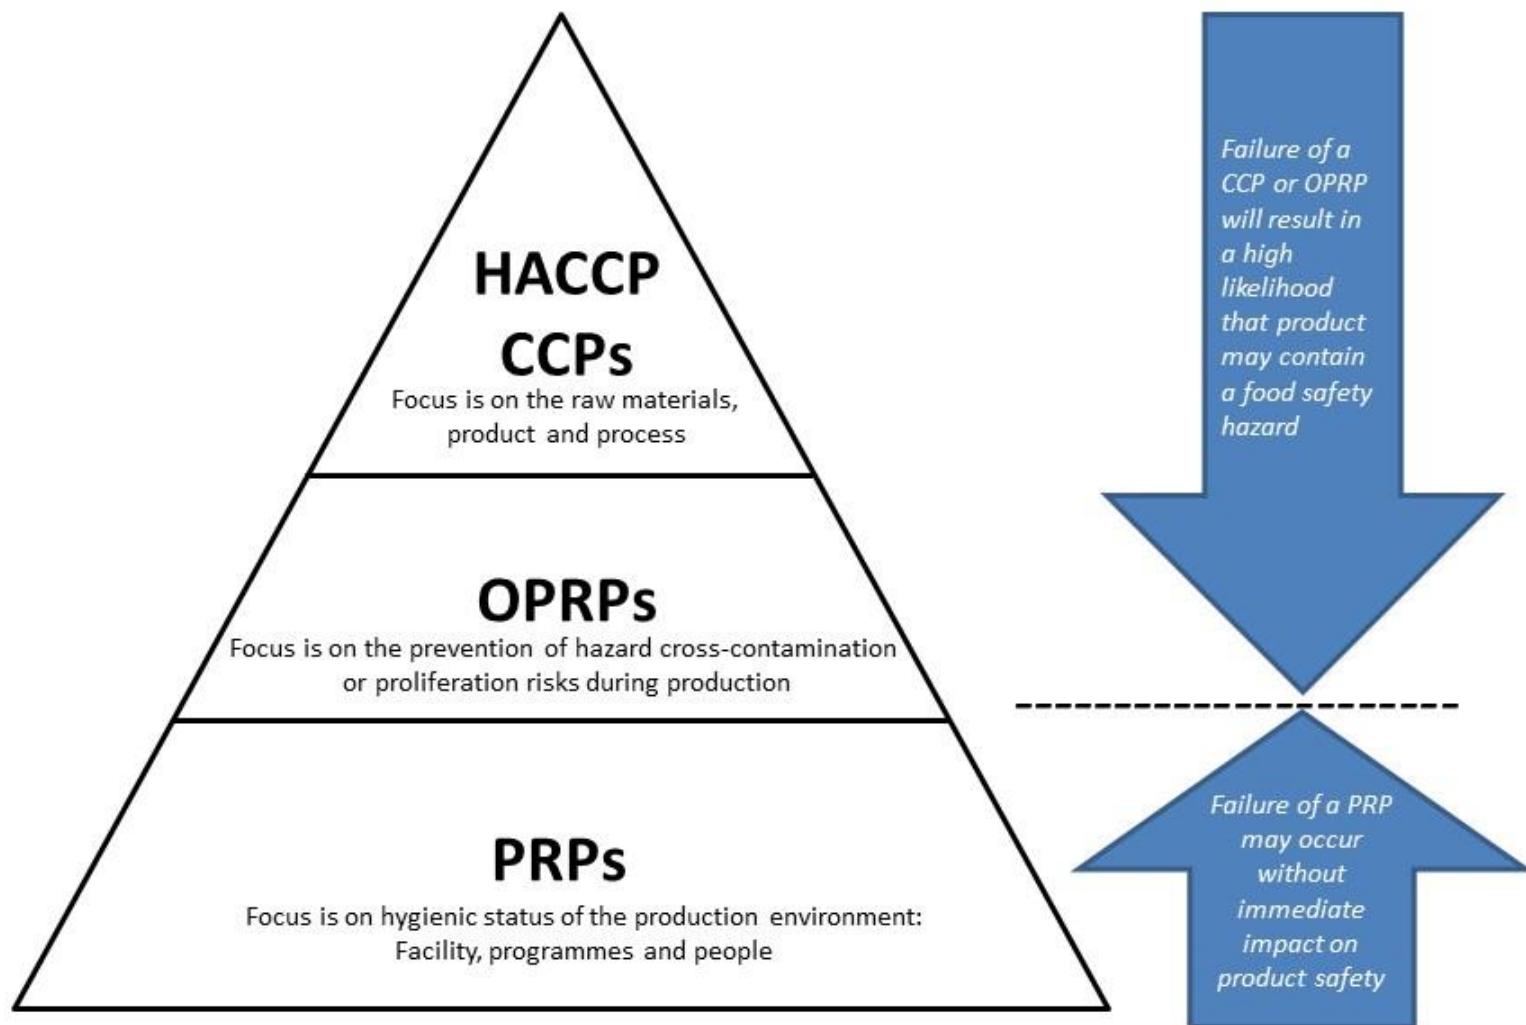 HACCP
CCPs
Focus is on the raw materials,
product and process
OPRPs
Focus is on the prevention of hazard cross-contamination
or proliferation risks during production
PRPs
Focus is on hygienic status of the production environment:
Facility, programmes and people
Failure of a
CCP or OPRP
will result in
a high
likelihood
that product
may contain
a food safety
hazard
Failure of a PRP
may occur
without
immediate
impact on
product safety